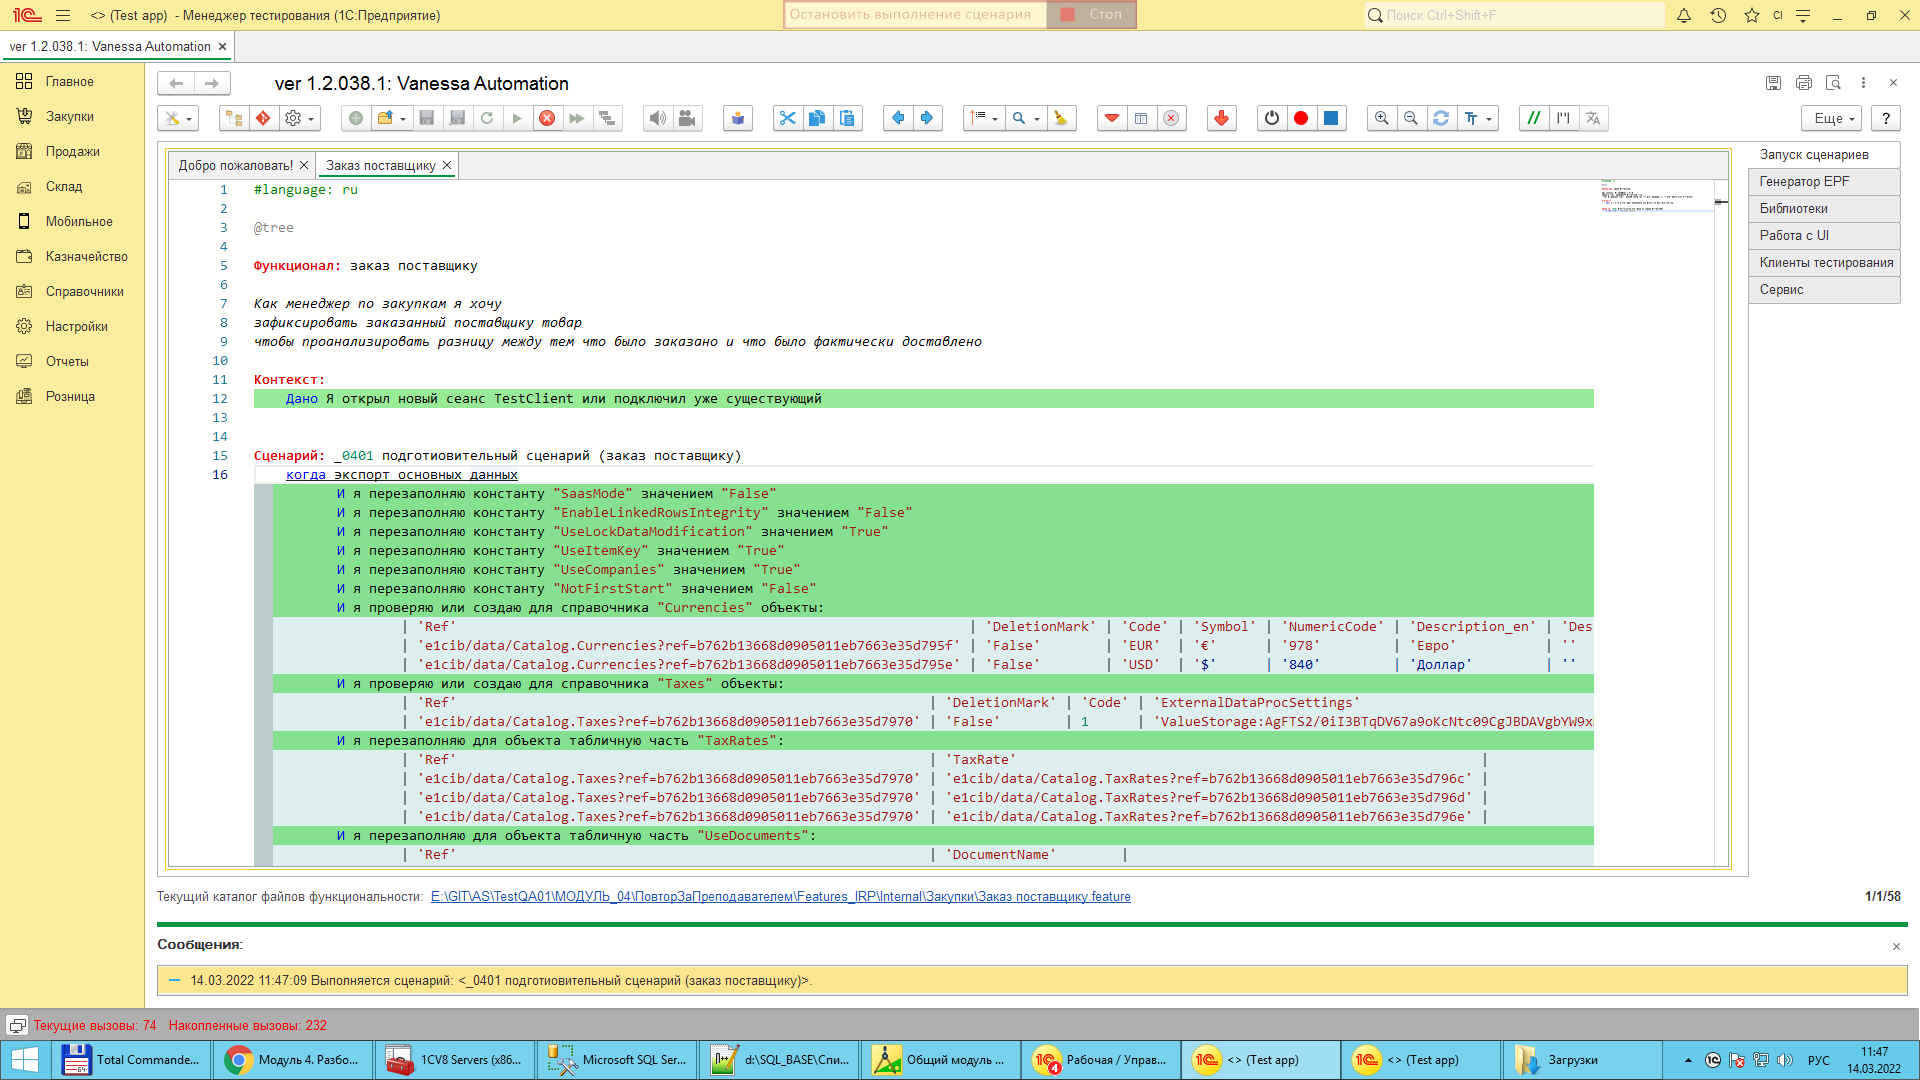 <> (Test app) - Менеджер тестирования (1С:Предприятие)
Остановить выполнение сценария
Стоп
Поиск Ctrl+Shift+F
CI
ver 1.2.038.1: Vanessa Automation ×
Главное
Закупки
Продажи
Склад
Мобильное
Казначейство
Справочники
Настройки
Отчеты
Розница
ver 1.2.038.1: Vanessa Automation
Еще
?
Добро пожаловать! ×
Заказ поставщику ×
1 #language: ru
2
3 @tree
4
5 Функционал: заказ поставщику
6
7 Как менеджер по закупкам я хочу
8 зафиксировать заказанный поставщику товар
9 чтобы проанализировать разницу между тем что было заказано и что было фактически доставлено
10
11 Контекст:
12 Дано Я открыл новый сеанс TestClient или подключил уже существующий
13
14
15 Сценарий: _0401 подготиовительный сценарий (заказ поставщику)
16 когда экспорт основных данных
И я перезаполняю константу "SaasMode" значением "False"
И я перезаполняю константу "EnableLinkedRowsIntegrity" значением "False"
И я перезаполняю константу "UseLockDataModification" значением "True"
И я перезаполняю константу "UseItemKey" значением "True"
И я перезаполняю константу "UseCompanies" значением "True"
И я перезаполняю константу "NotFirstStart" значением "False"
И я проверяю или создаю для справочника "Currencies" объекты:
| 'Ref' | 'DeletionMark' | 'Code' | 'Symbol' | 'NumericCode' | 'Description_en' | 'Des
| 'e1cib/data/Catalog.Currencies?ref=b762b13668d0905011eb7663e35d795f' | 'False' | 'EUR' | '€' | '978' | 'Евро' | ''
| 'e1cib/data/Catalog.Currencies?ref=b762b13668d0905011eb7663e35d795e' | 'False' | 'USD' | '$' | '840' | 'Доллар' | ''
И я проверяю или создаю для справочника "Taxes" объекты:
| 'Ref' | 'DeletionMark' | 'Code' | 'ExternalDataProcSettings'
| 'e1cib/data/Catalog.Taxes?ref=b762b13668d0905011eb7663e35d7970' | 'False' | 1 | 'ValueStorage:AgFTS2/0iI3BTqDV67a9oKcNtc09CgJBDAVgbYW9x
И я перезаполняю для объекта табличную часть "TaxRates":
| 'Ref' | 'TaxRate' |
| 'e1cib/data/Catalog.Taxes?ref=b762b13668d0905011eb7663e35d7970' | 'e1cib/data/Catalog.TaxRates?ref=b762b13668d0905011eb7663e35d796c' |
| 'e1cib/data/Catalog.Taxes?ref=b762b13668d0905011eb7663e35d7970' | 'e1cib/data/Catalog.TaxRates?ref=b762b13668d0905011eb7663e35d796d' |
| 'e1cib/data/Catalog.Taxes?ref=b762b13668d0905011eb7663e35d7970' | 'e1cib/data/Catalog.TaxRates?ref=b762b13668d0905011eb7663e35d796e' |
И я перезаполняю для объекта табличную часть "UseDocuments":
| 'Ref' | 'DocumentName' |
Запуск сценариев
Генератор EPF
Библиотеки
Работа с UI
Клиенты тестирования
Сервис
Текущий каталог файлов функциональности: E:\GIT\AS\TestQA01\МОДУЛЬ_04\ПовторЗаПреподавателем\Features_IRP\Internal\Закупки\Заказ поставщику.feature
1/1/58
Сообщения:
14.03.2022 11:47:09 Выполняется сценарий: <_0401 подготиовительный сценарий (заказ поставщику)>.
Текущие вызовы: 74 Накопленные вызовы: 232
Total Commande...
Модуль 4. Разбо...
1CV8 Servers (x86...
Microsoft SQL Ser...
d:\SQL_BASE\Спи...
Общий модуль ...
4
Рабочая / Управ...
<> (Test app)
<> (Test app)
Загрузки
РУС
11:47
14.03.2022